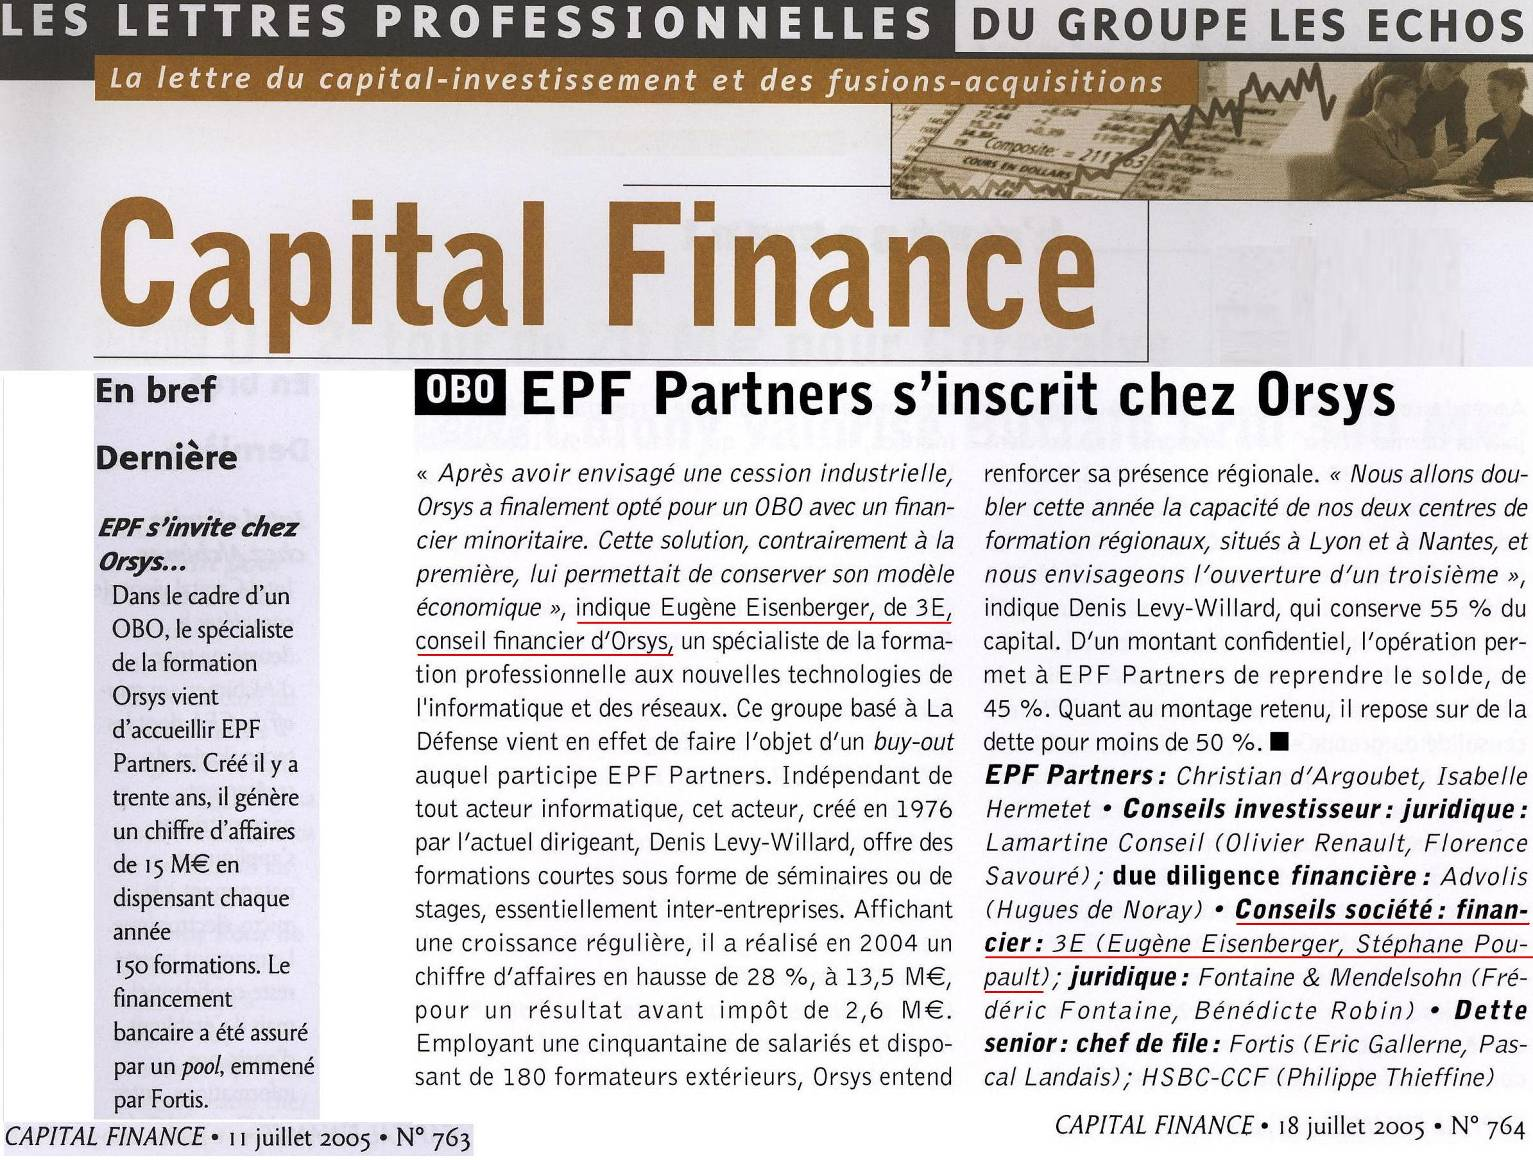 LES LETTRES PROFESSIONNELLES DU GROUPE LES ECHOS
La lettre du capital-investissement et des fusions-acquisitions
Composite: = 211763
COURS EN DOLLARS
Capital Finance
En bref
Dernière
EPF s'invite chez
Orsys...
Dans le cadre d'un
OBO, le spécialiste
de la formation
Orsys vient
d'accueillir EPF
Partners. Créé il y a
trente ans, il génère
un chiffre d'affaires
de 15 M€ en
dispensant chaque
année
150 formations. Le
financement
bancaire a été assuré
par un pool, emmené
par Fortis.
CAPITAL FINANCE • 11 juillet 2005 • N° 763
OBO EPF Partners s'inscrit chez Orsys
« Après avoir envisagé une cession industrielle,
Orsys a finalement opté pour un OBO avec un finan-
cier minoritaire. Cette solution, contrairement à la
première, lui permettait de conserver son modèle
économique », indique Eugène Eisenberger, de 3E,
conseil financier d'Orsys, un spécialiste de la forma-
tion professionnelle aux nouvelles technologies de
l'informatique et des réseaux. Ce groupe basé à La
Défense vient en effet de faire l'objet d'un buy-out
auquel participe EPF Partners. Indépendant de
tout acteur informatique, cet acteur, créé en 1976
par l'actuel dirigeant, Denis Levy-Willard, offre des
formations courtes sous forme de séminaires ou de
stages, essentiellement inter-entreprises. Affichant
une croissance régulière, il a réalisé en 2004 un
chiffre d'affaires en hausse de 28 %, à 13,5 M€,
pour un résultat avant impôt de 2,6 M€.
Employant une cinquantaine de salariés et dispo-
sant de 180 formateurs extérieurs, Orsys entend
renforcer sa présence régionale. « Nous allons dou-
bler cette année la capacité de nos deux centres de
formation régionaux, situés à Lyon et à Nantes, et
nous envisageons l'ouverture d'un troisième »,
indique Denis Levy-Willard, qui conserve 55 % du
capital. D'un montant confidentiel, l'opération per-
met à EPF Partners de reprendre le solde, de
45 %. Quant au montage retenu, il repose sur de la
dette pour moins de 50 %. ■
EPF Partners : Christian d'Argoubet, Isabelle
Hermetet • Conseils investisseur : juridique :
Lamartine Conseil (Olivier Renault, Florence
Savouré) ; due diligence financière : Advolis
(Hugues de Noray) • Conseils société : finan-
cier : 3E (Eugène Eisenberger, Stéphane Pou-
pault) ; juridique : Fontaine & Mendelsohn (Fré-
déric Fontaine, Bénédicte Robin) • Dette
senior : chef de file : Fortis (Eric Gallerne, Pas-
cal Landais) ; HSBC-CCF (Philippe Thieffine)
CAPITAL FINANCE • 18 juillet 2005 • N° 764